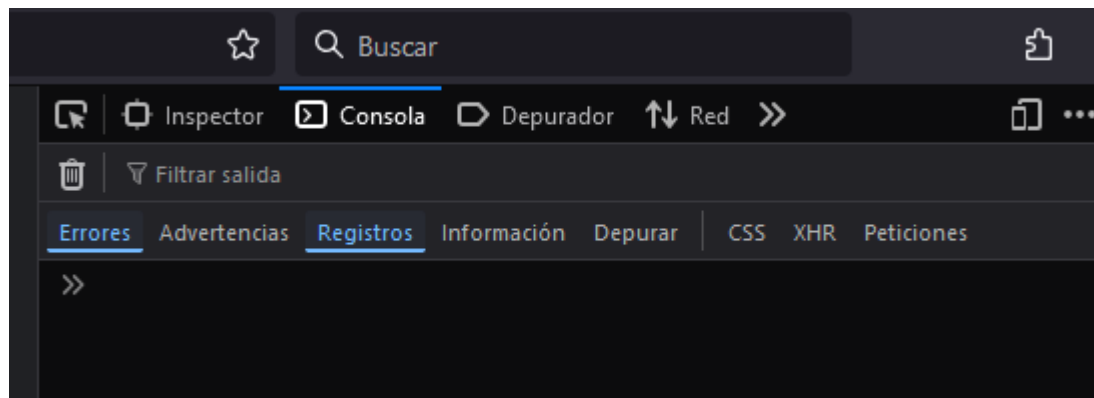 Buscar
Inspector Consola Depurador Red
Filtrar salida
Errores Advertencias Registros Información Depurar CSS XHR Peticiones